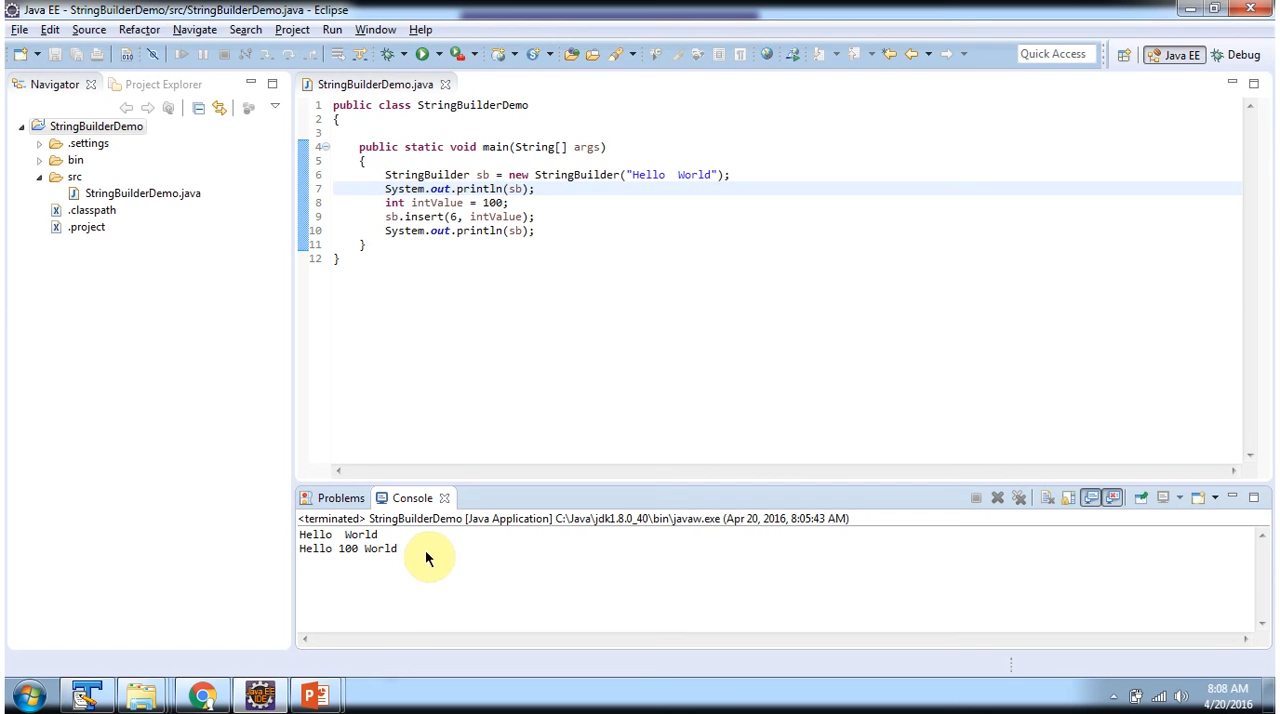 Java EE - StringBuilderDemo/src/StringBuilderDemo.java - Eclipse
File Edit Source Refactor Navigate Search Project Run Window Help
Quick Access Java EE Debug
Navigator Project Explorer
StringBuilderDemo
.settings
bin
src
StringBuilderDemo.java
.classpath
.project
StringBuilderDemo.java
1 public class StringBuilderDemo
2 {
3
4 public static void main(String[] args)
5 {
6 StringBuilder sb = new StringBuilder("Hello  World");
7 System.out.println(sb);
8 int intValue = 100;
9 sb.insert(6, intValue);
10 System.out.println(sb);
11 }
12 }
Problems Console
<terminated> StringBuilderDemo [Java Application] C:\Java\jdk1.8.0_40\bin\javaw.exe (Apr 20, 2016, 8:05:43 AM)
Hello  World
Hello 100 World
Java EE
IDE
8:08 AM
4/20/2016